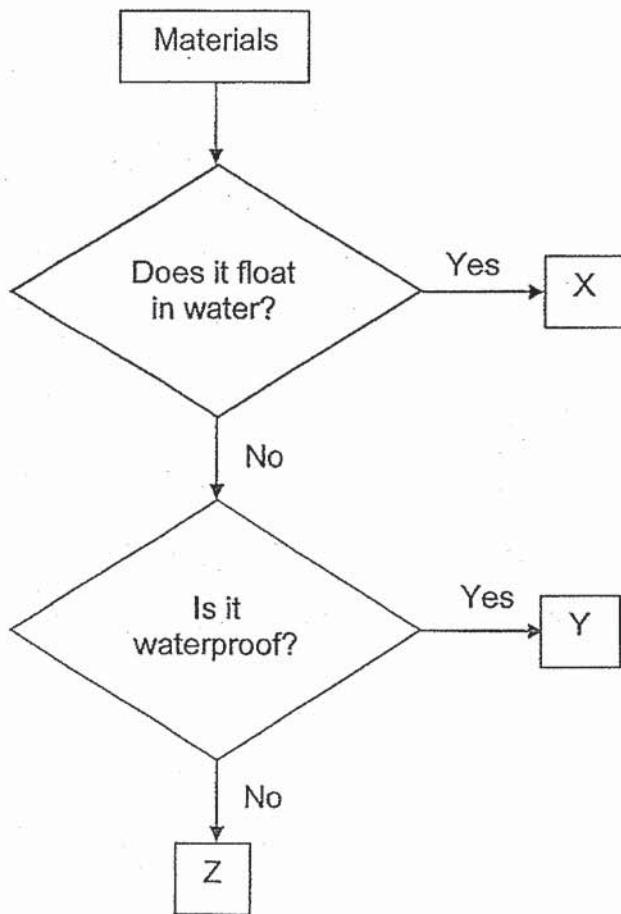 Materials
Does it float
in water?
Yes
X
No
Is it
waterproof?
Yes
Y
No
Z